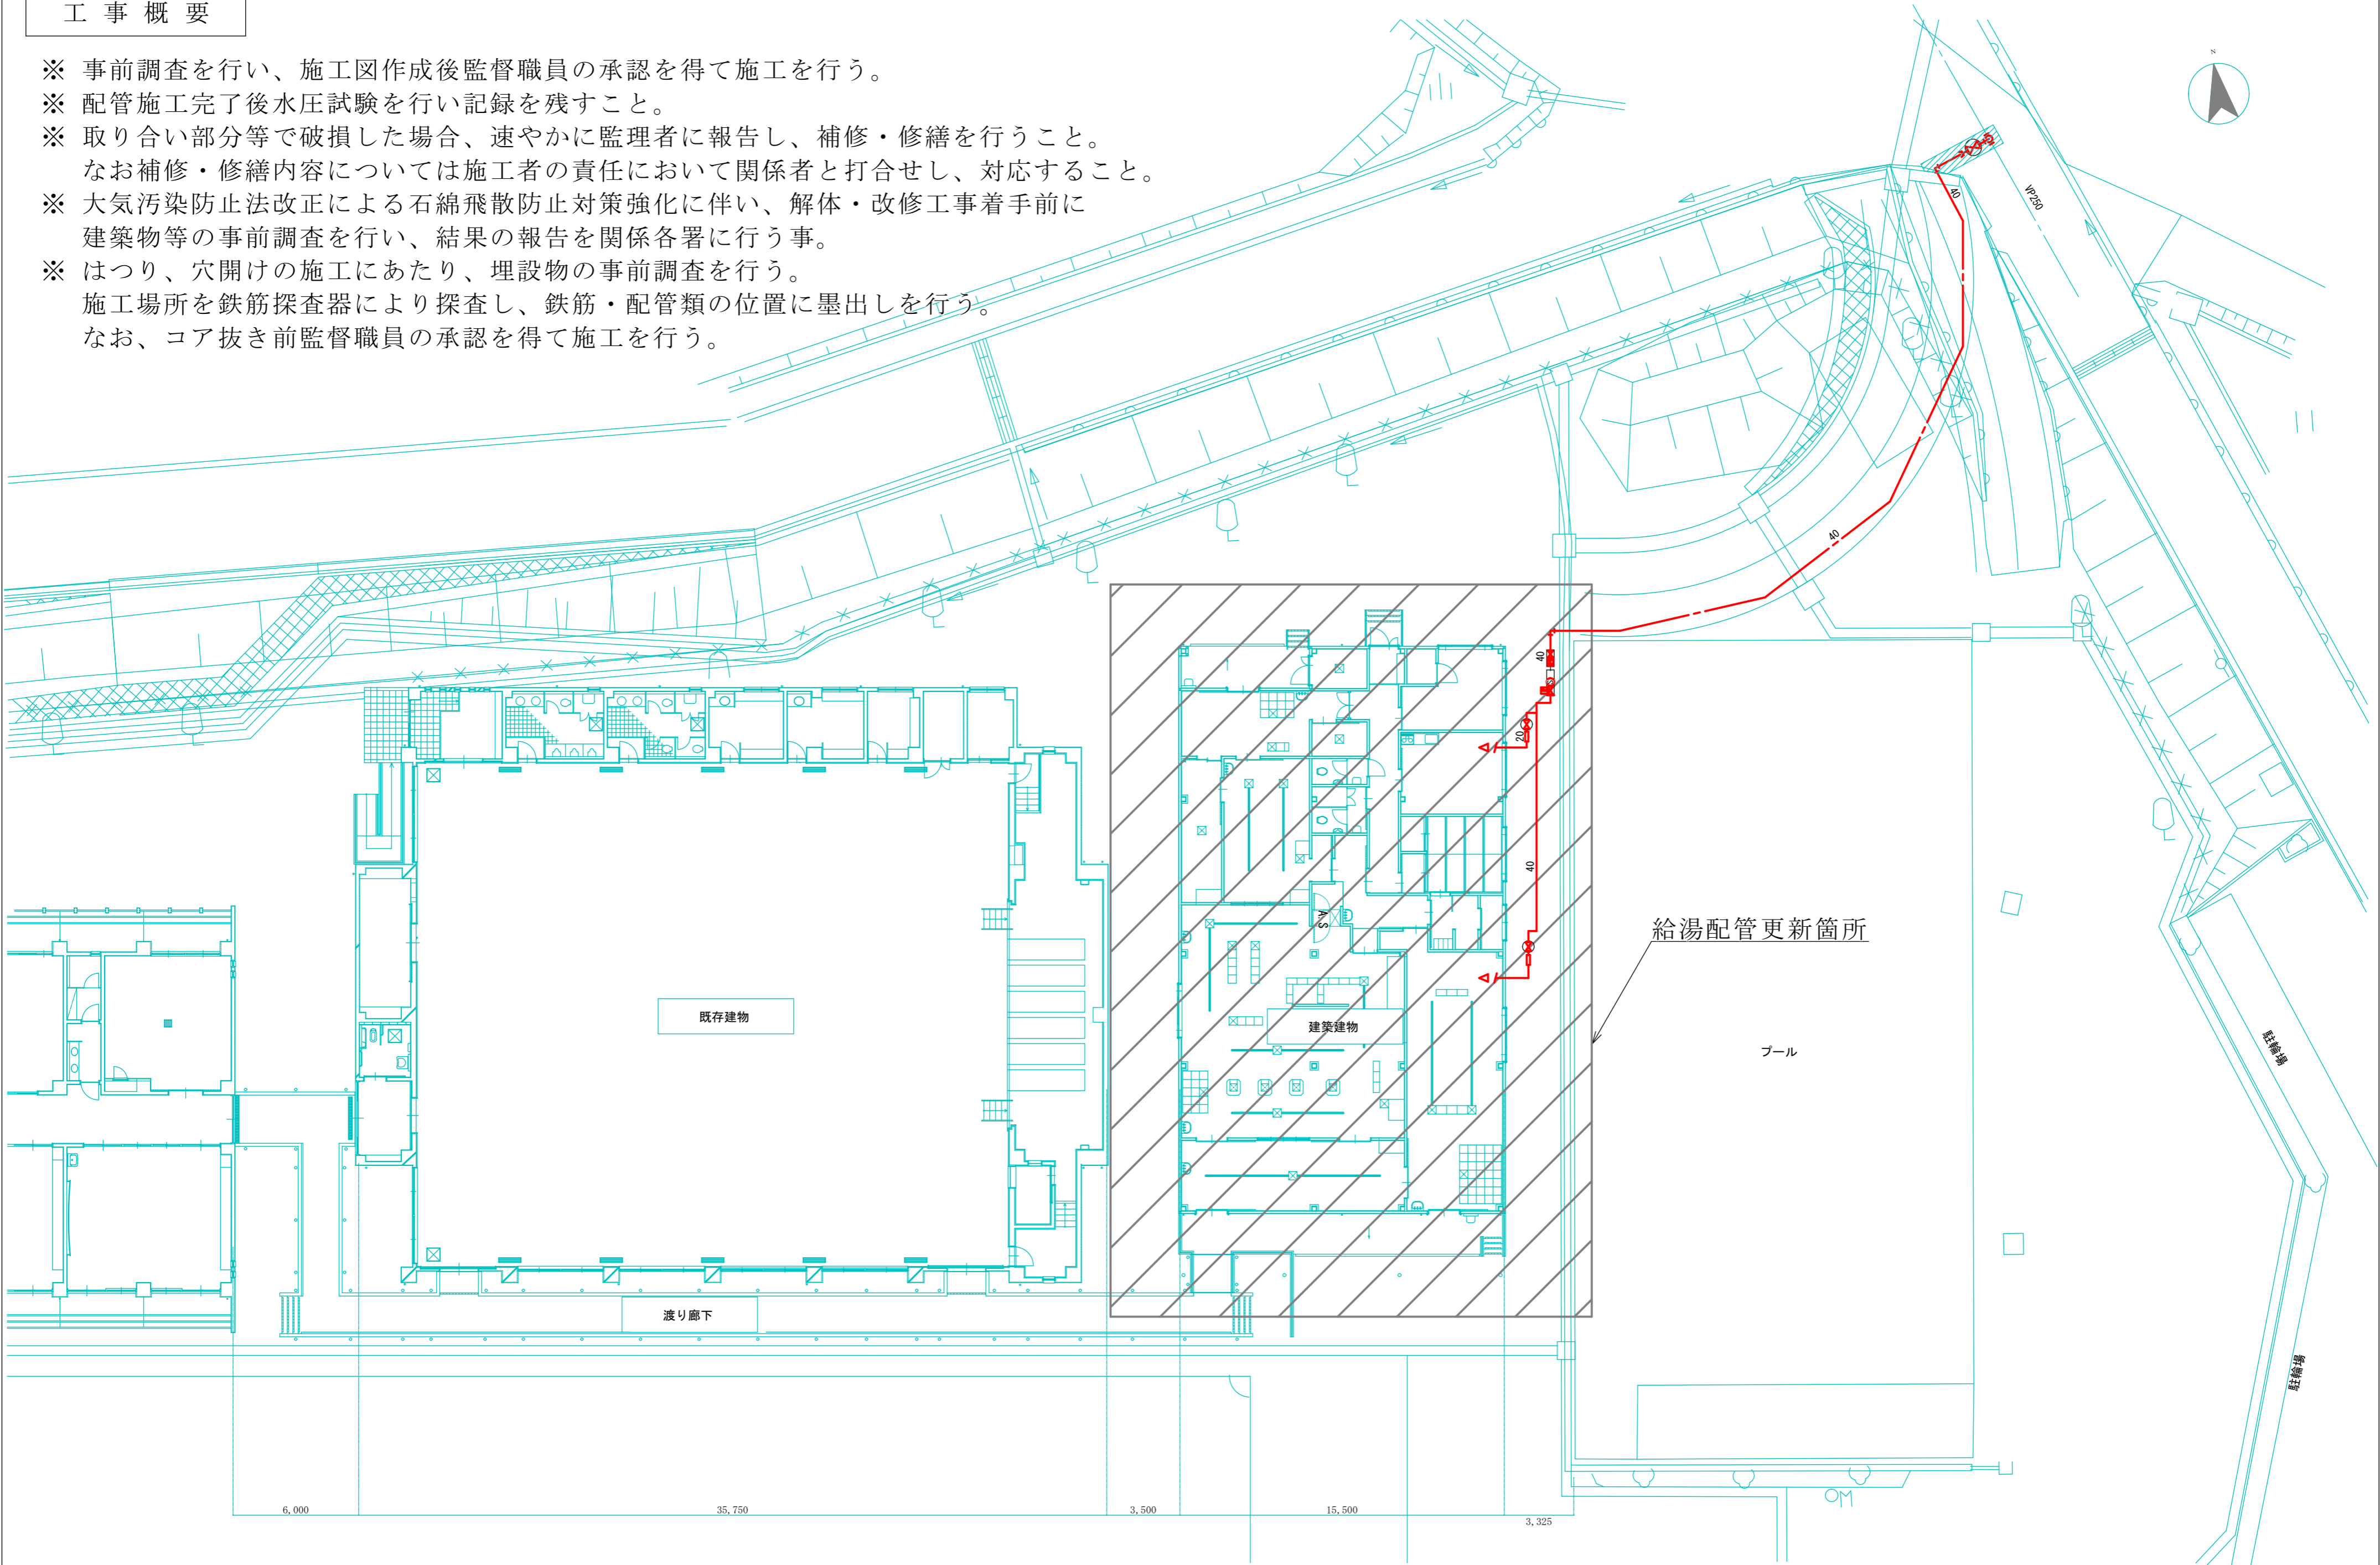 工事概要
※ 事前調査を行い、施工図作成後監督職員の承認を得て施工を行う。
※ 配管施工完了後水圧試験を行い記録を残すこと。
※ 取り合い部分等で破損した場合、速やかに監理者に報告し、補修・修繕を行うこと。
なお補修・修繕内容については施工者の責任において関係者と打合せし、対応すること。
※ 大気汚染防止法改正による石綿飛散防止対策強化に伴い、解体・改修工事着手前に
建築物等の事前調査を行い、結果の報告を関係各署に行う事。
※ はつり、穴開けの施工にあたり、埋設物の事前調査を行う。
施工場所を鉄筋探査器により探査し、鉄筋・配管類の位置に墨出しを行う。
なお、コア抜き前監督職員の承認を得て施工を行う。
N
40
VP250
40
40
20
40
A
S
給湯配管更新箇所
既存建物
建築建物
プール
駐輪場
駐輪場
渡り廊下
6,000
35,750
3,500
15,500
3,325
M